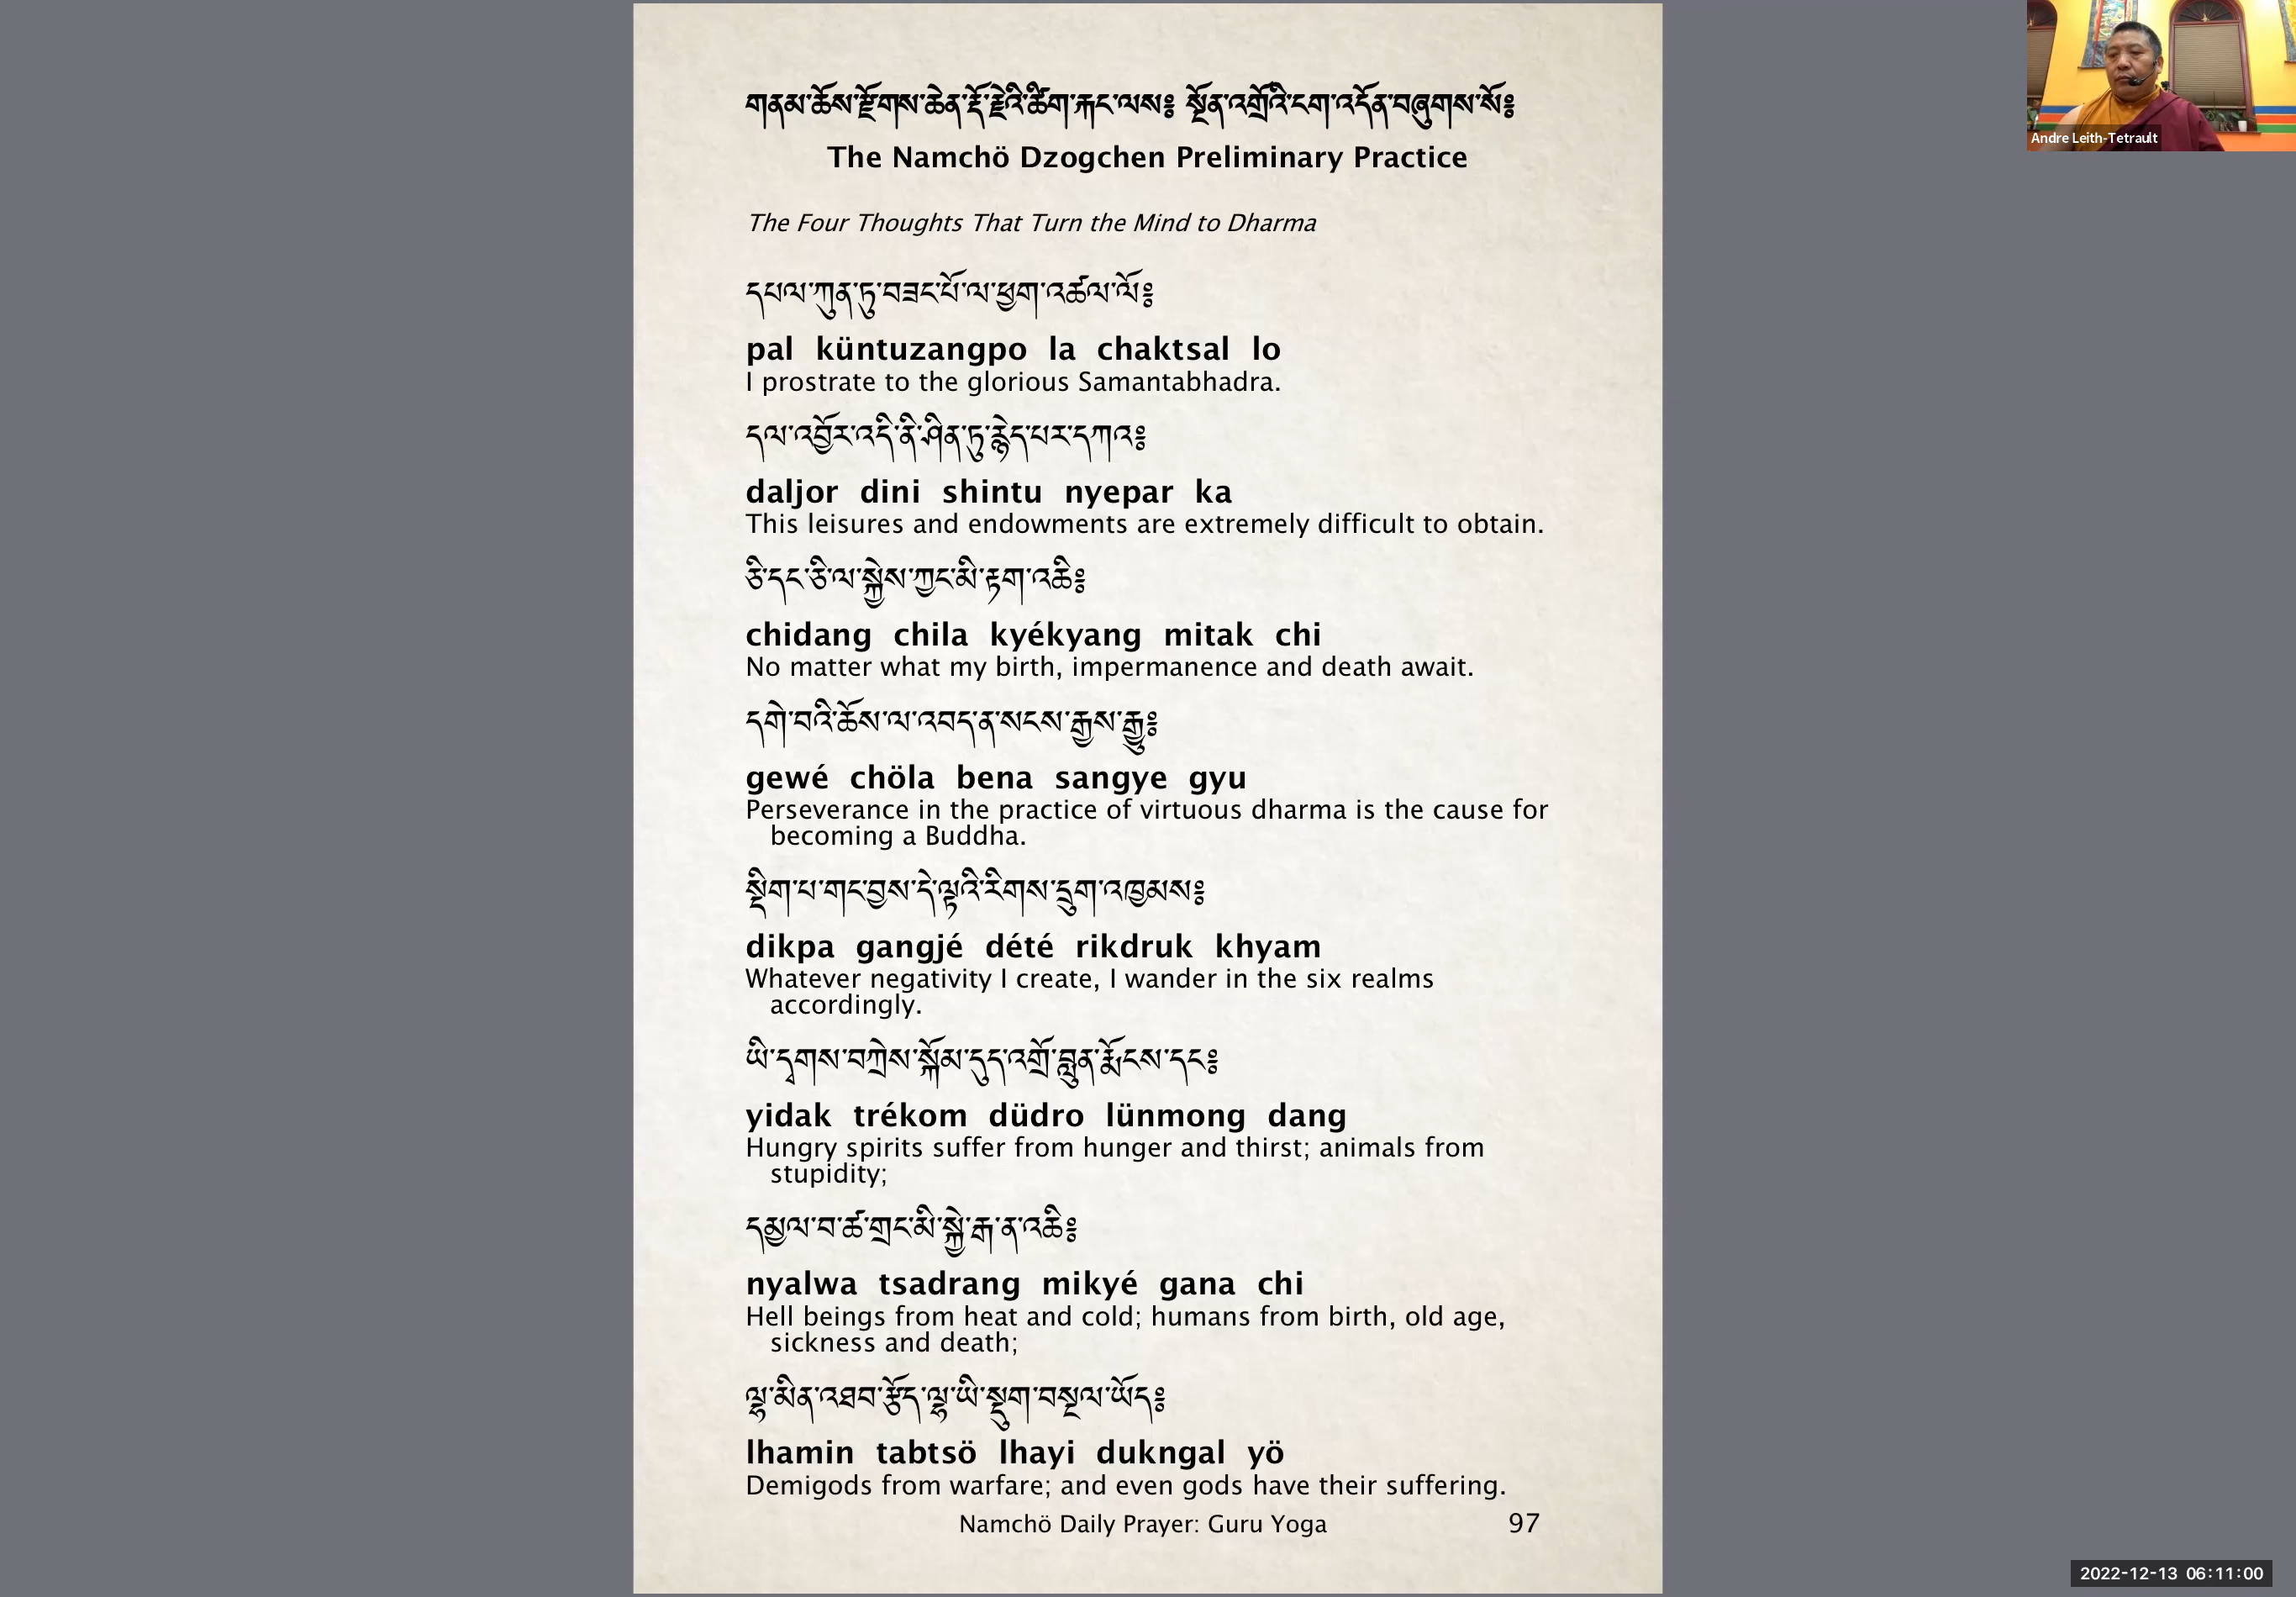 གནམ་ཆོས་རྫོགས་ཆེན་རྡོ་རྗེའི་ཚིག་རྐང་ལས༔ སྔོན་འགྲོའི་ངག་འདོན་བཞུགས་སོ༔
The Namchö Dzogchen Preliminary Practice
The Four Thoughts That Turn the Mind to Dharma
དཔལ་ཀུན་ཏུ་བཟང་པོ་ལ་ཕྱག་འཚལ་ལོ༔
pal küntuzangpo la chaktsal lo
I prostrate to the glorious Samantabhadra.
དལ་འབྱོར་འདི་ནི་ཤིན་ཏུ་རྙེད་པར་དཀའ༔
daljor dini shintu nyepar ka
This leisures and endowments are extremely difficult to obtain.
ཅི་དང་ཅི་ལ་སྐྱེས་ཀྱང་མི་རྟག་འཆི༔
chidang chila kyékyang mitak chi
No matter what my birth, impermanence and death await.
དགེ་བའི་ཆོས་ལ་འབད་ན་སངས་རྒྱས་རྒྱུ༔
gewé chöla bena sangye gyu
Perseverance in the practice of virtuous dharma is the cause for
becoming a Buddha.
སྡིག་པ་གང་བྱས་དེ་ལྟའི་རིགས་དྲུག་འཁྱམས༔
dikpa gangjé dété rikdruk khyam
Whatever negativity I create, I wander in the six realms
accordingly.
ཡི་དྭགས་བཀྲེས་སྐོམ་དུད་འགྲོ་བླུན་རྨོངས་དང༔
yidak trékom düdro lünmong dang
Hungry spirits suffer from hunger and thirst; animals from
stupidity;
དམྱལ་བ་ཚ་གྲང་མི་སྐྱེ་རྒ་ན་འཆི༔
nyalwa tsadrang mikyé gana chi
Hell beings from heat and cold; humans from birth, old age,
sickness and death;
ལྷ་མིན་འཐབ་རྩོད་ལྷ་ཡི་སྡུག་བསྔལ་ཡོད༔
lhamin tabtsö lhayi dukngal yö
Demigods from warfare; and even gods have their suffering.
Namchö Daily Prayer: Guru Yoga 97
Andre Leith-Tetrault
2022-12-13 06:11:00